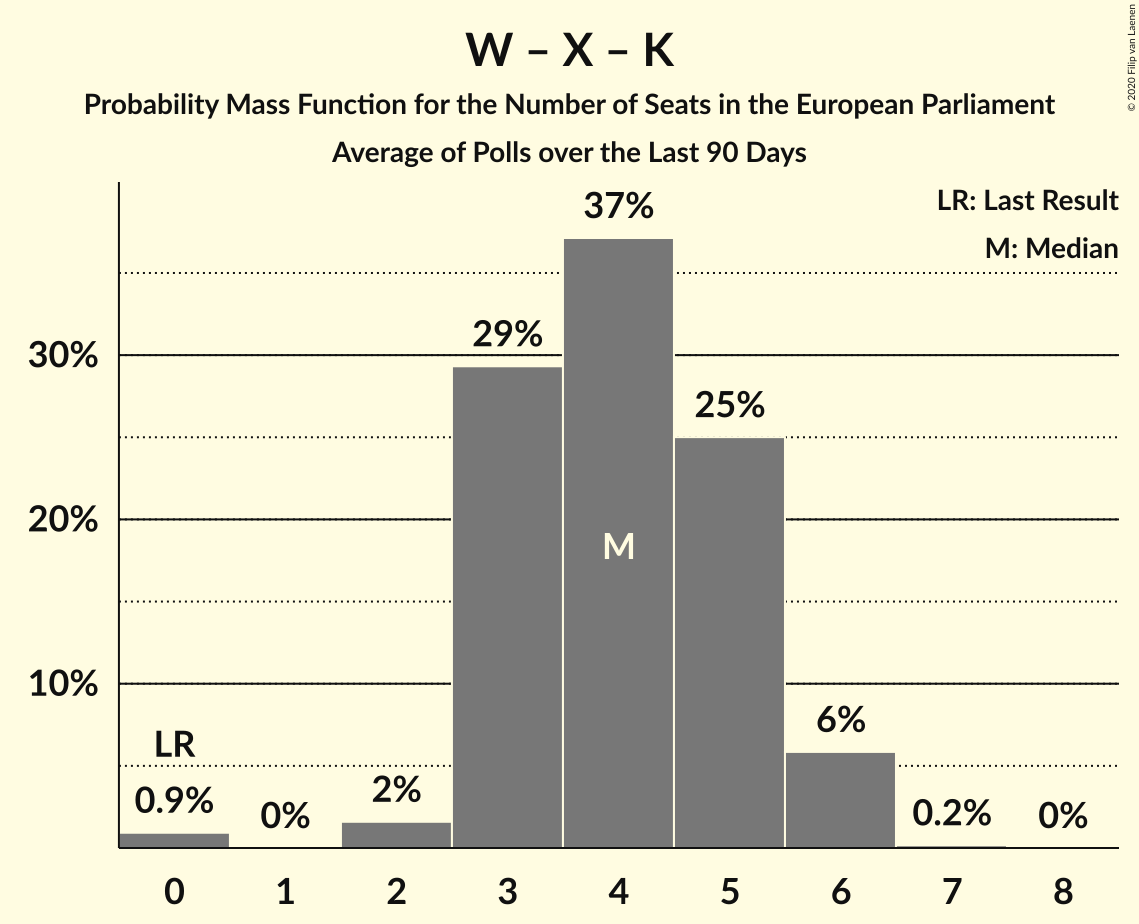 W – X – K
Probability Mass Function for the Number of Seats in the European Parliament
Average of Polls over the Last 90 Days
© 2020 Filip van Laenen
LR: Last Result
M: Median
37%
29%
30%
25%
20%
M
10%
6%
LR
2%
0.9%
0%
0.2%
0%
0 1 2 3 4 5 6 7 8